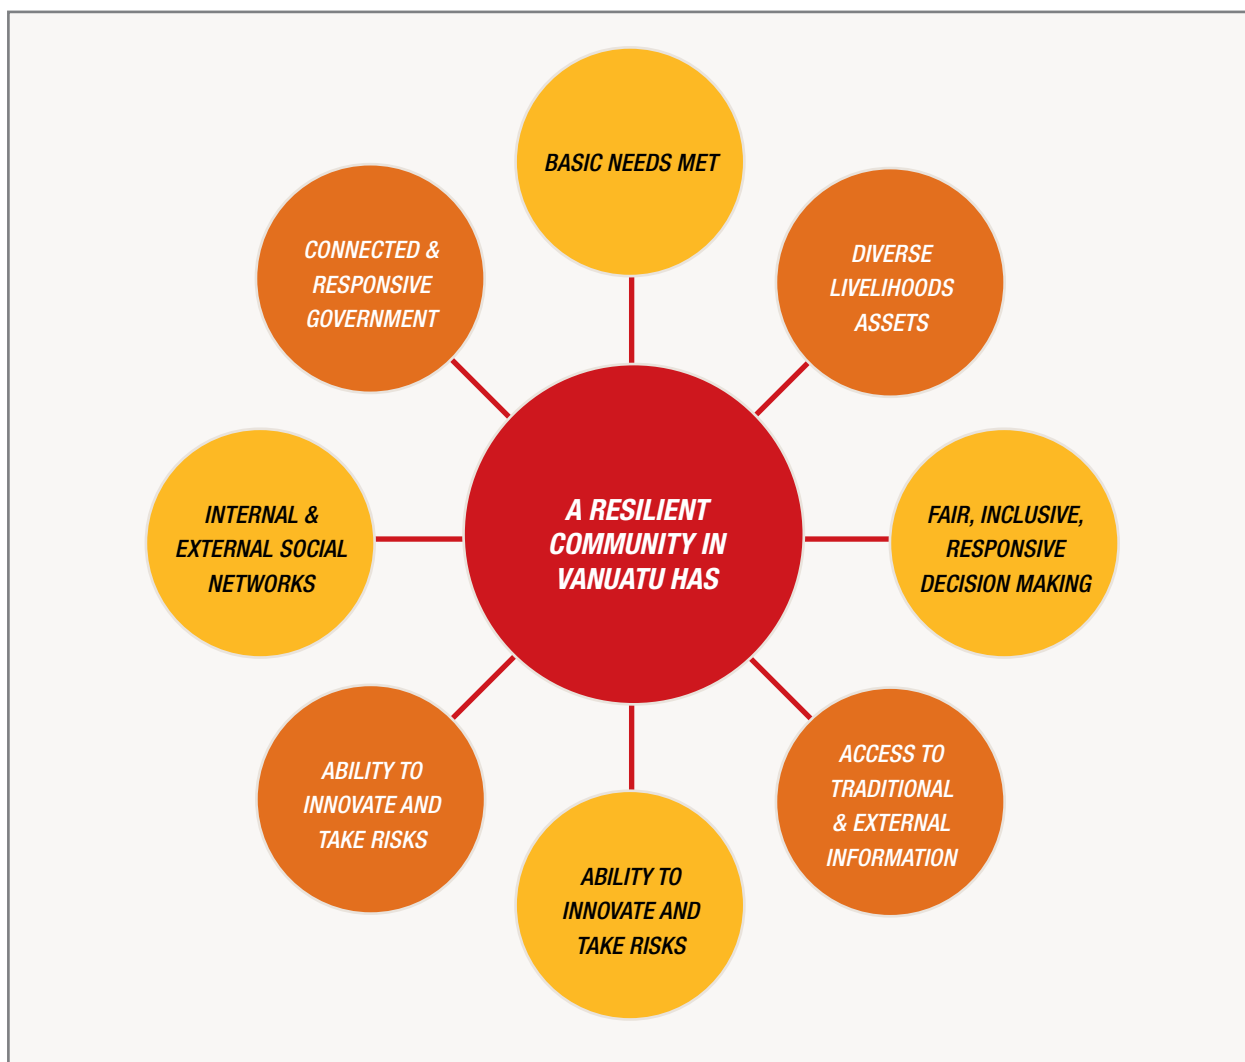 BASIC NEEDS MET
DIVERSE
LIVELIHOODS
ASSETS
FAIR, INCLUSIVE,
RESPONSIVE
DECISION MAKING
ACCESS TO
TRADITIONAL
& EXTERNAL
INFORMATION
ABILITY TO
INNOVATE AND
TAKE RISKS
ABILITY TO
INNOVATE AND
TAKE RISKS
INTERNAL &
EXTERNAL SOCIAL
NETWORKS
CONNECTED &
RESPONSIVE
GOVERNMENT
A RESILIENT
COMMUNITY IN
VANUATU HAS